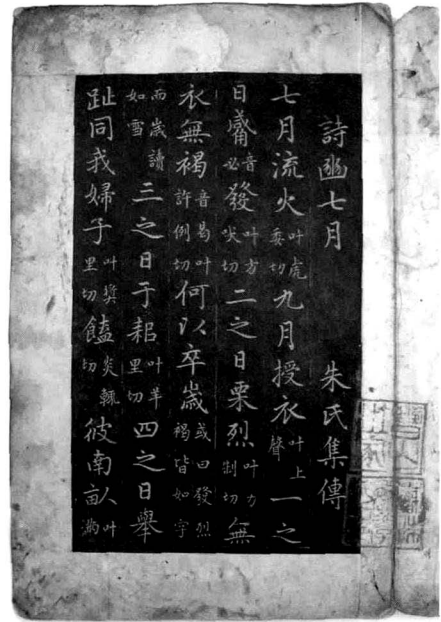 詩豳七月 朱氏集傳
七月流火叶虎委切九月授衣叶上聲一之
日觱音必發叶方吠切二之日栗烈叶力制切無
衣無褐音曷叶許例切何以卒歲或曰發烈褐皆如字
而歲讀如雪三之日于耜叶羊里切四之日舉
趾同我婦子叶奬里切饁炎輒切彼南畝叶滿